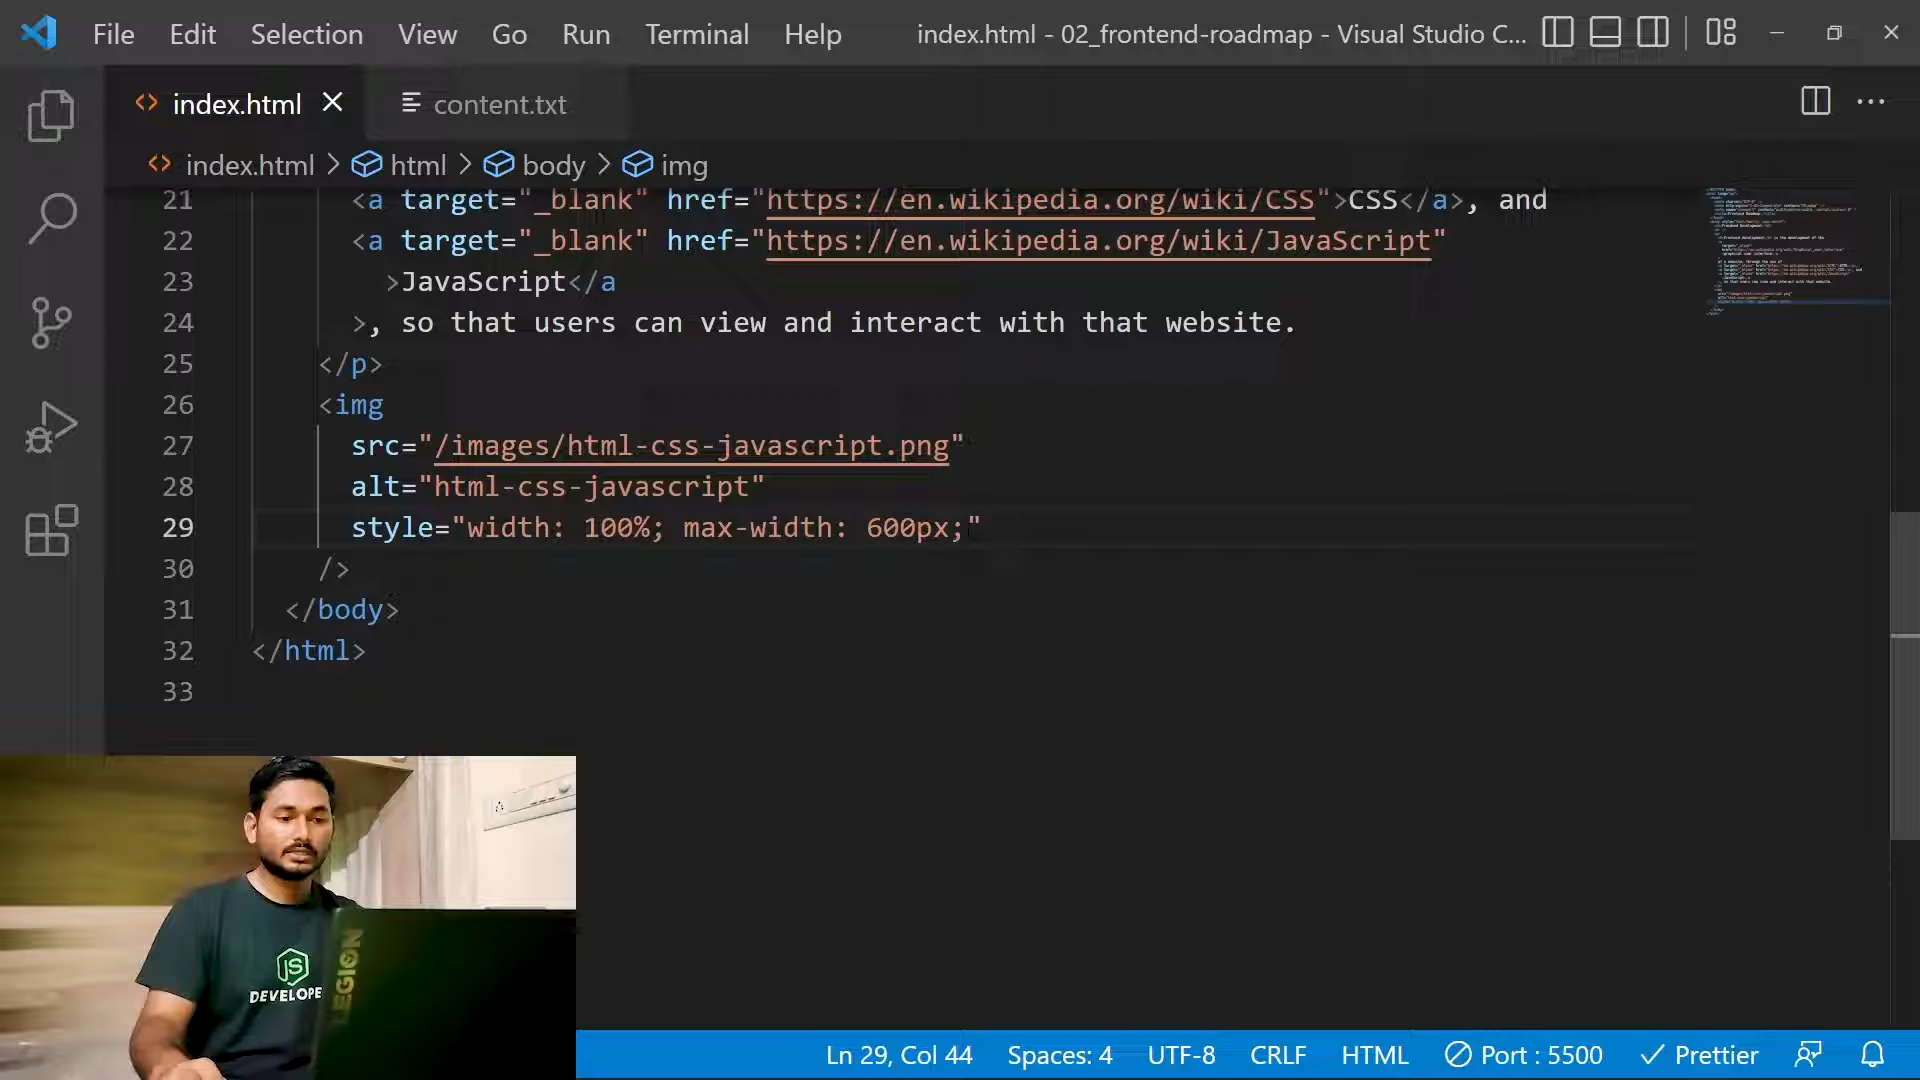 File Edit Selection View Go Run Terminal Help index.html - 02_frontend-roadmap - Visual Studio C...
index.html content.txt
index.html > html > body > img
21 <a target="_blank" href="https://en.wikipedia.org/wiki/CSS">CSS</a>, and
22 <a target="_blank" href="https://en.wikipedia.org/wiki/JavaScript"
23 >JavaScript</a
24 >, so that users can view and interact with that website.
25 </p>
26 <img
27 src="/images/html-css-javascript.png"
28 alt="html-css-javascript"
29 style="width: 100%; max-width: 600px;"
30 />
31 </body>
32 </html>
33
JS
DEVELOPE
LEGION
Ln 29, Col 44 Spaces: 4 UTF-8 CRLF HTML Port : 5500 Prettier